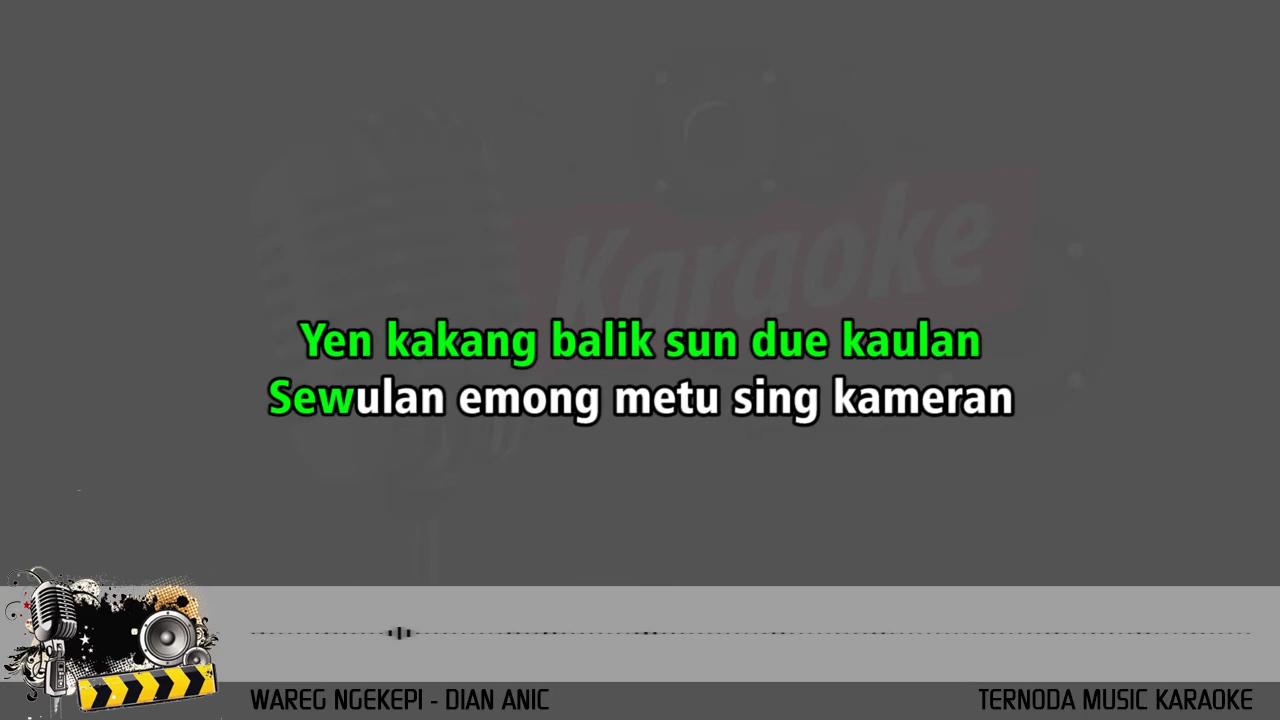 Karaoke
Yen kakang balik sun due kaulan
Sewulan emong metu sing kameran
WAREG NGEKEPI - DIAN ANIC
TERNODA MUSIC KARAOKE